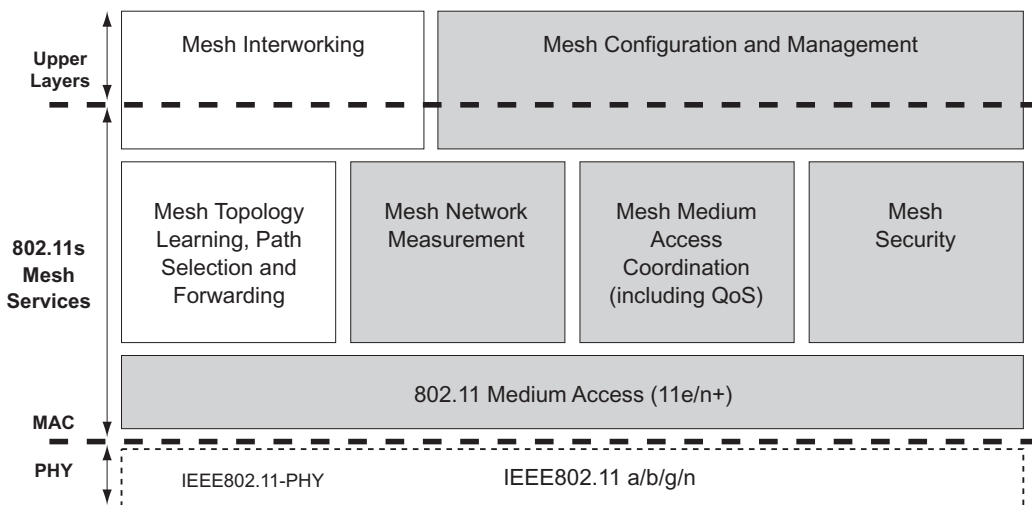 Upper
Layers
Mesh Interworking
Mesh Configuration and Management
802.11s
Mesh
Services
Mesh Topology
Learning, Path
Selection and
Forwarding
Mesh Network
Measurement
Mesh Medium
Access
Coordination
(including QoS)
Mesh
Security
802.11 Medium Access (11e/n+)
MAC
PHY
IEEE802.11-PHY
IEEE802.11 a/b/g/n